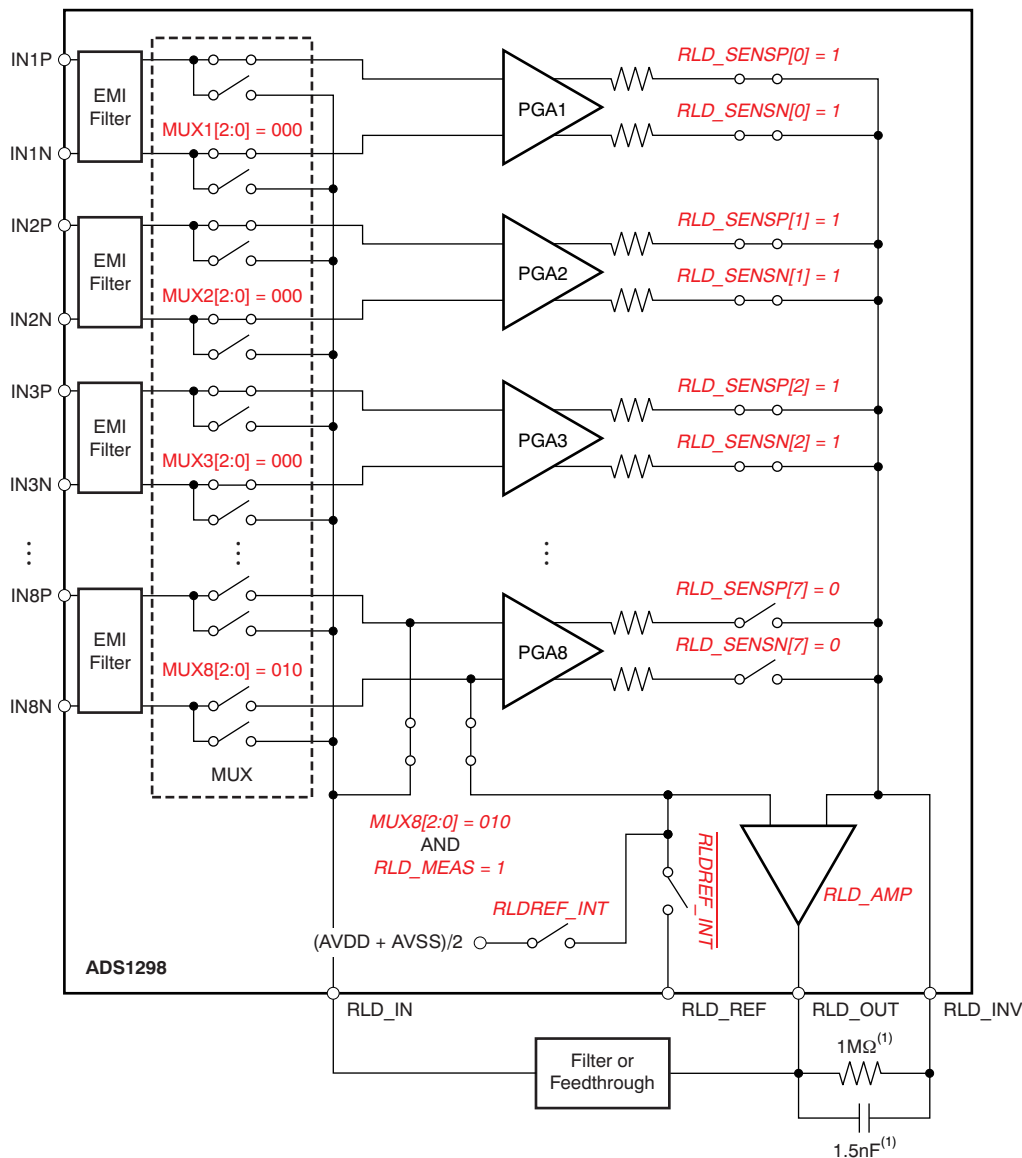 IN1P
EMI
Filter
IN1N
MUX1[2:0] = 000
PGA1
RLD_SENSP[0] = 1
RLD_SENSN[0] = 1
IN2P
EMI
Filter
IN2N
MUX2[2:0] = 000
PGA2
RLD_SENSP[1] = 1
RLD_SENSN[1] = 1
IN3P
EMI
Filter
IN3N
MUX3[2:0] = 000
PGA3
RLD_SENSP[2] = 1
RLD_SENSN[2] = 1
IN8P
EMI
Filter
IN8N
MUX8[2:0] = 010
MUX
PGA8
RLD_SENSP[7] = 0
RLD_SENSN[7] = 0
MUX8[2:0] = 010
AND
RLD_MEAS = 1
RLDREF_INT
(AVDD + AVSS)/2
RLDREF_INT
RLD_AMP
ADS1298
RLD_IN
RLD_REF
RLD_OUT
RLD_INV
Filter or
Feedthrough
1MΩ(1)
1.5nF(1)